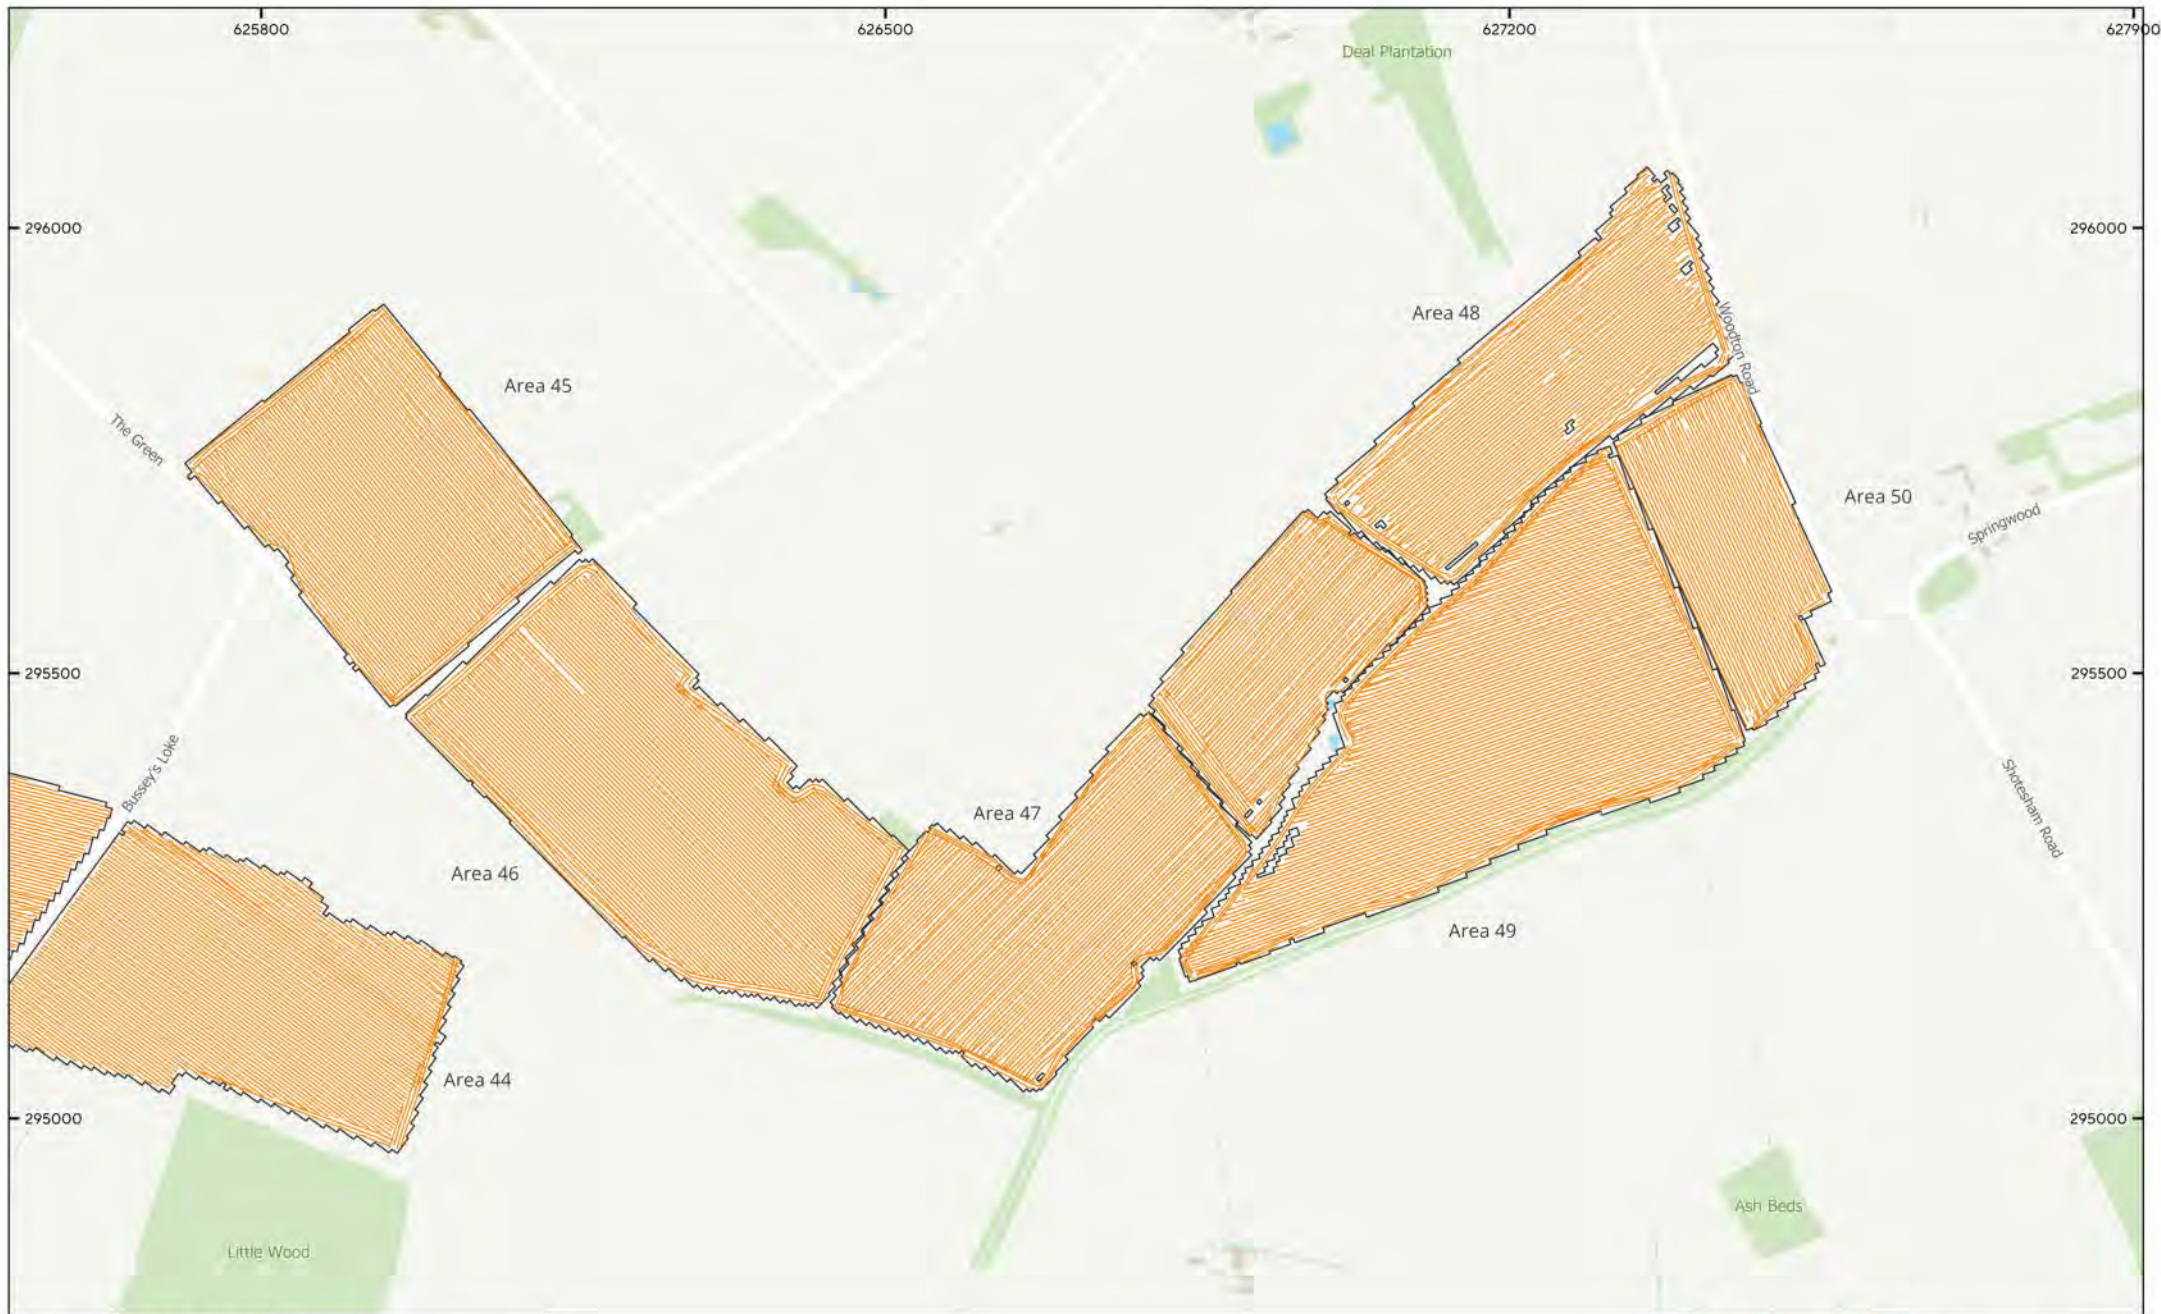 625800
626500
627200
627900
Deal Plantation
296000
296000
Area 48
Woodton Road
Area 45
The Green
Area 50
Springwood
295500
295500
Bussey's Loke
Shotesham Road
Area 47
Area 46
Area 49
Area 44
295000
295000
Ash Beds
Little Wood